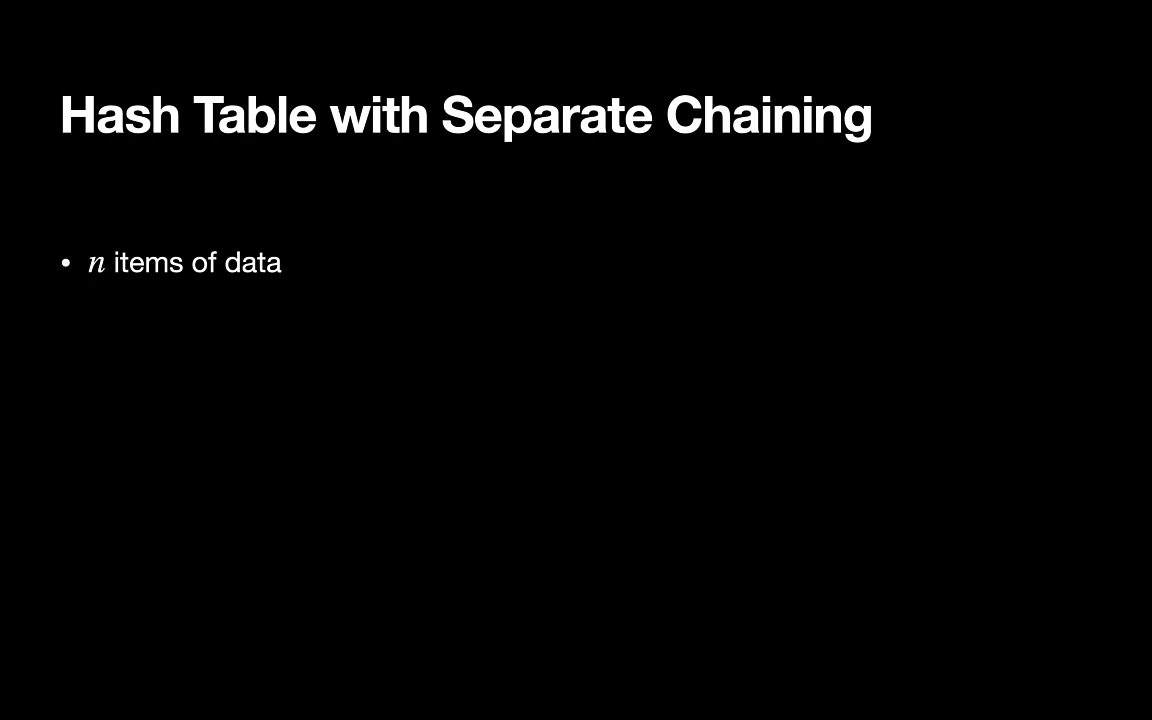 Hash Table with Separate Chaining
• n items of data